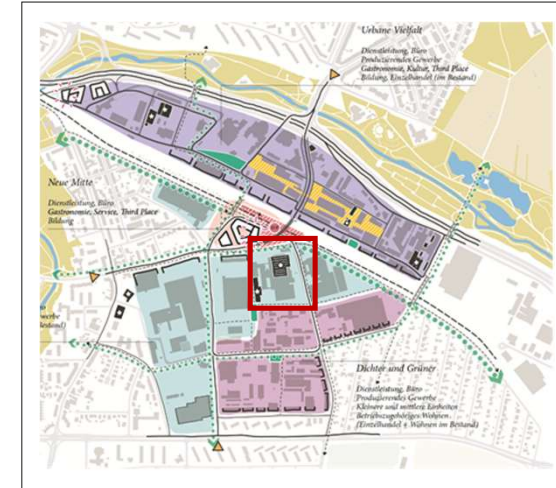 Urbane Vielfalt
Dienstleistung, Büro
Produzierendes Gewerbe
Gastronomie, Kultur, Third Place
Bildung, Einzelhandel (im Bestand)
Neue Mitte
Dienstleistung, Büro
Gastronomie, Service, Third Place
Bildung
Dichter und Grüner
Dienstleistung, Büro
Produzierendes Gewerbe
Kleinere und mittlere Einheiten
Betriebszugehöriges Wohnen
(Einzelhandel + Wohnen im Bestand)